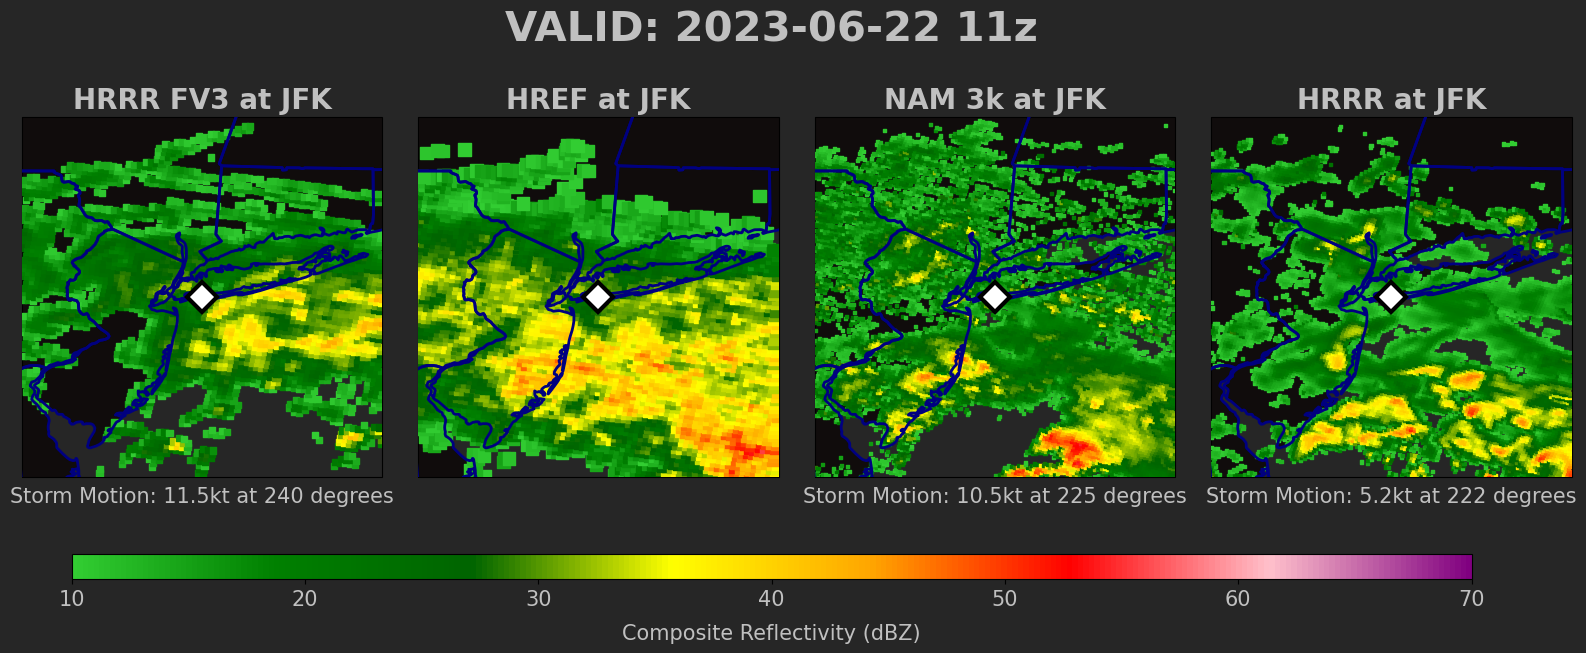 VALID: 2023-06-22 11z
HRRR FV3 at JFK
HREF at JFK
NAM 3k at JFK
HRRR at JFK
Storm Motion: 11.5kt at 240 degrees
Storm Motion: 10.5kt at 225 degrees
Storm Motion: 5.2kt at 222 degrees
10 20 30 40 50 60 70
Composite Reflectivity (dBZ)